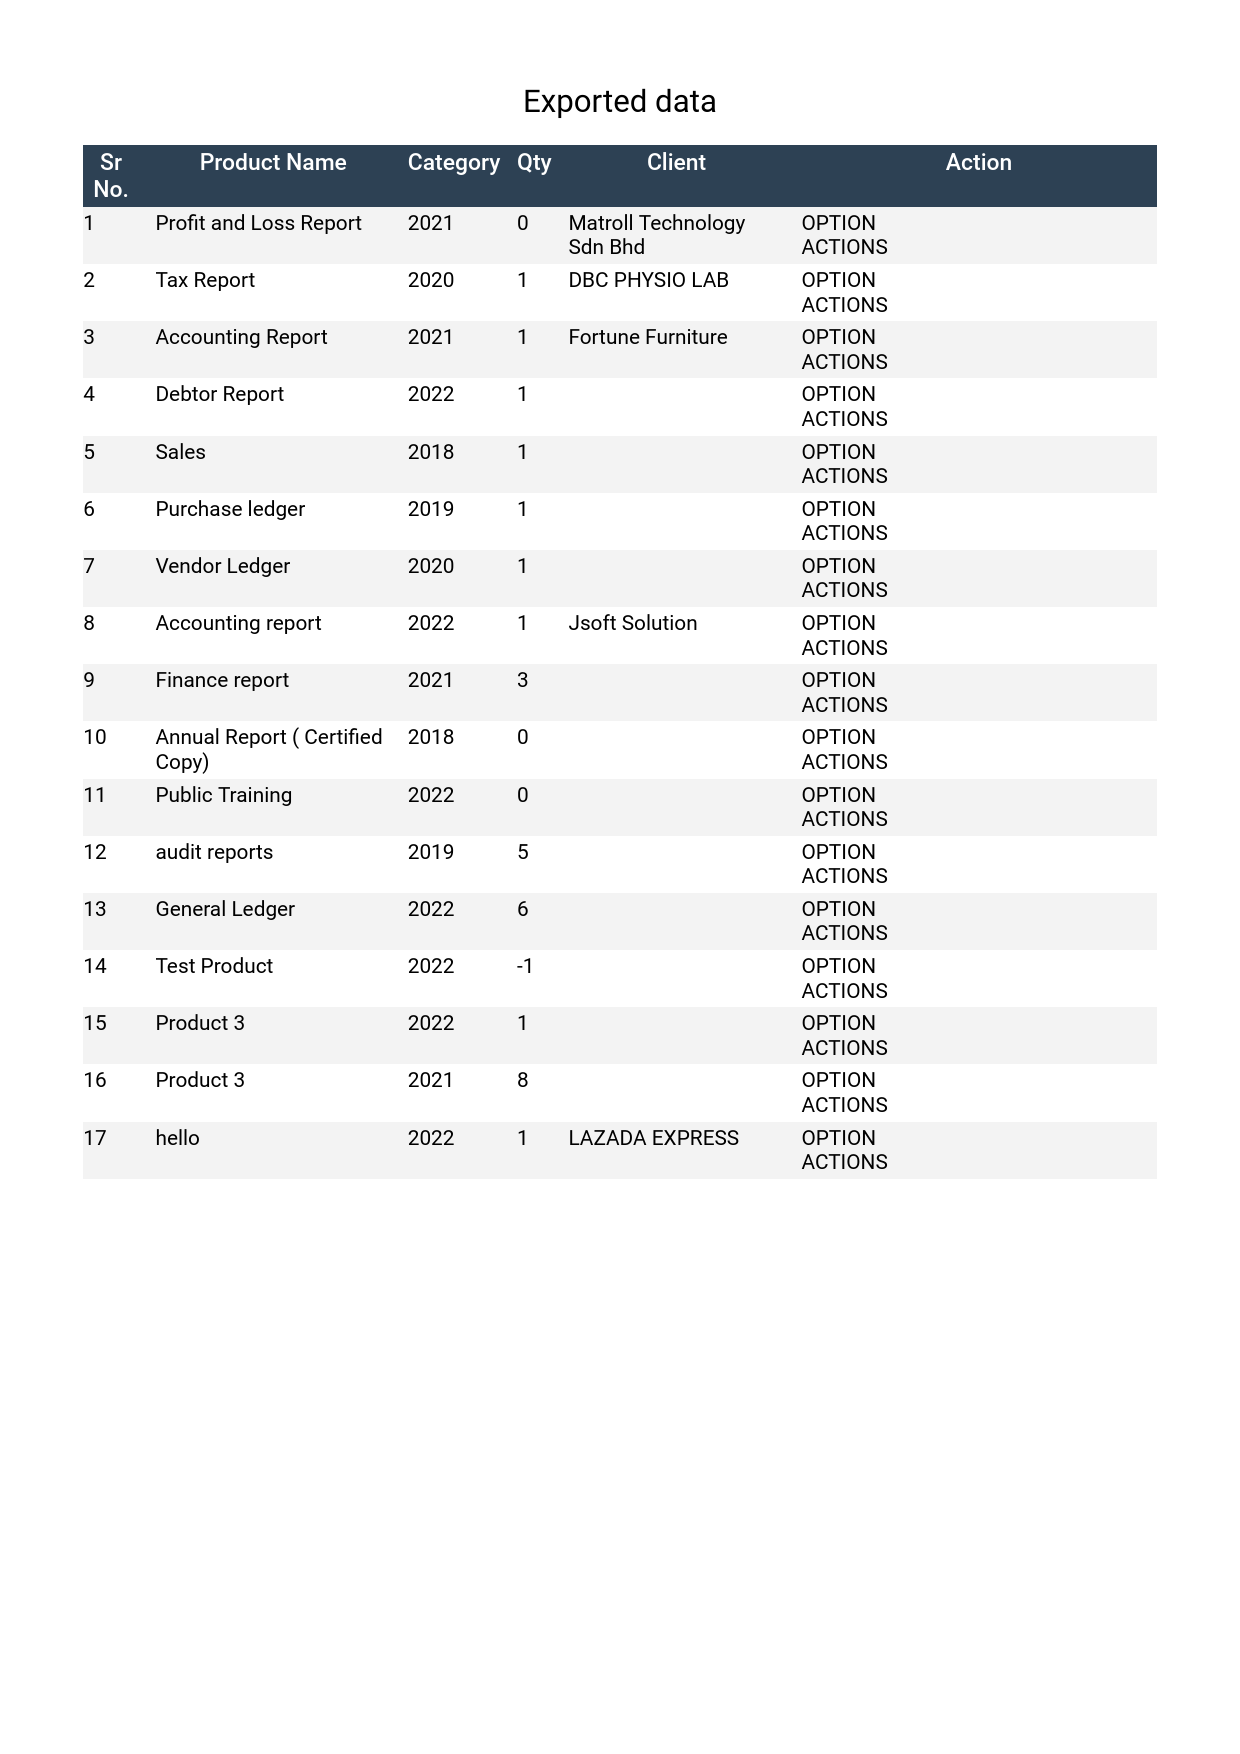 Exported data
Sr No. Product Name Category Qty Client Action
1 Profit and Loss Report 2021 0 Matroll Technology Sdn Bhd OPTION ACTIONS
2 Tax Report 2020 1 DBC PHYSIO LAB OPTION ACTIONS
3 Accounting Report 2021 1 Fortune Furniture OPTION ACTIONS
4 Debtor Report 2022 1 OPTION ACTIONS
5 Sales 2018 1 OPTION ACTIONS
6 Purchase ledger 2019 1 OPTION ACTIONS
7 Vendor Ledger 2020 1 OPTION ACTIONS
8 Accounting report 2022 1 Jsoft Solution OPTION ACTIONS
9 Finance report 2021 3 OPTION ACTIONS
10 Annual Report ( Certified Copy) 2018 0 OPTION ACTIONS
11 Public Training 2022 0 OPTION ACTIONS
12 audit reports 2019 5 OPTION ACTIONS
13 General Ledger 2022 6 OPTION ACTIONS
14 Test Product 2022 -1 OPTION ACTIONS
15 Product 3 2022 1 OPTION ACTIONS
16 Product 3 2021 8 OPTION ACTIONS
17 hello 2022 1 LAZADA EXPRESS OPTION ACTIONS